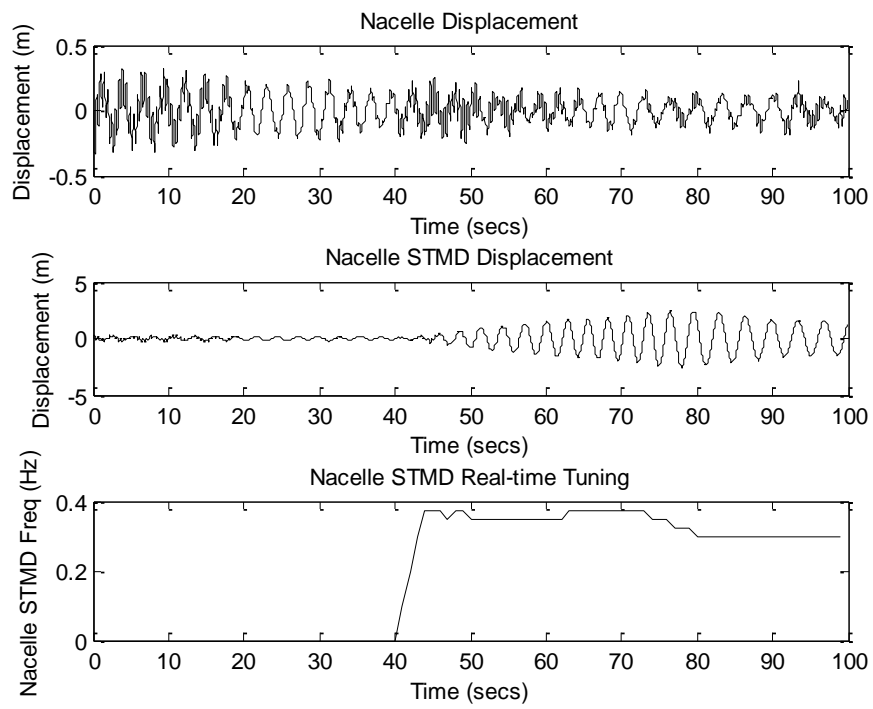 Nacelle Displacement
Displacement (m)
0.5
0
-0.5
0 10 20 30 40 50 60 70 80 90 100
Time (secs)
Nacelle STMD Displacement
Displacement (m)
5
0
-5
0 10 20 30 40 50 60 70 80 90 100
Time (secs)
Nacelle STMD Real-time Tuning
Nacelle STMD Freq (Hz)
0.4
0.2
0
0 10 20 30 40 50 60 70 80 90 100
Time (secs)